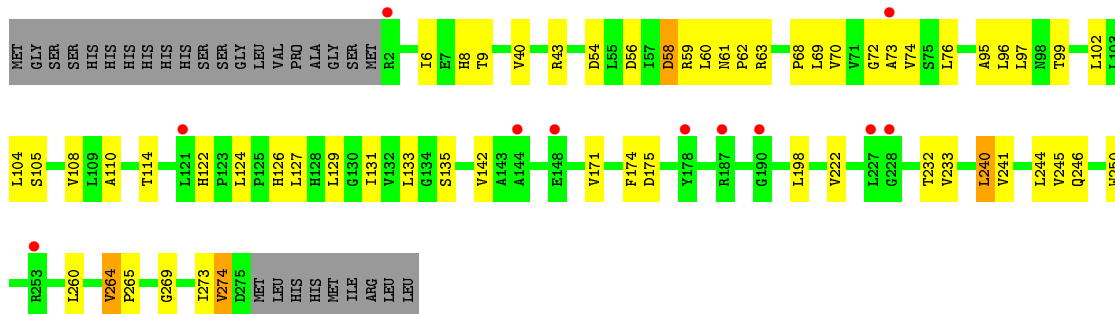 MET GLY SER SER HIS HIS HIS HIS HIS HIS SER SER GLY LEU VAL PRO ALA GLY SER MET R2 I6 E7 H8 T9 V40 R43 D54 L55 D56 I57 D58 R59 L60 N61 P62 R63 P68 L69 V70 V71 G72 A73 V74 S75 L76 A95 L96 L97 N98 T99 L102 L103
L104 S105 V108 L109 A110 T114 L121 H122 P123 L124 P125 H126 L127 H128 L129 G130 I131 V132 L133 G134 S135 V142 A143 A144 E148 V171 F174 D175 Y178 R187 G190 L198 V222 L227 G228 T232 V233 L240 V241 L244 V245 Q246
R253 L260 V264 P265 G269 I273 V274 D275 MET LEU HIS HIS MET ILE ARG LEU LEU